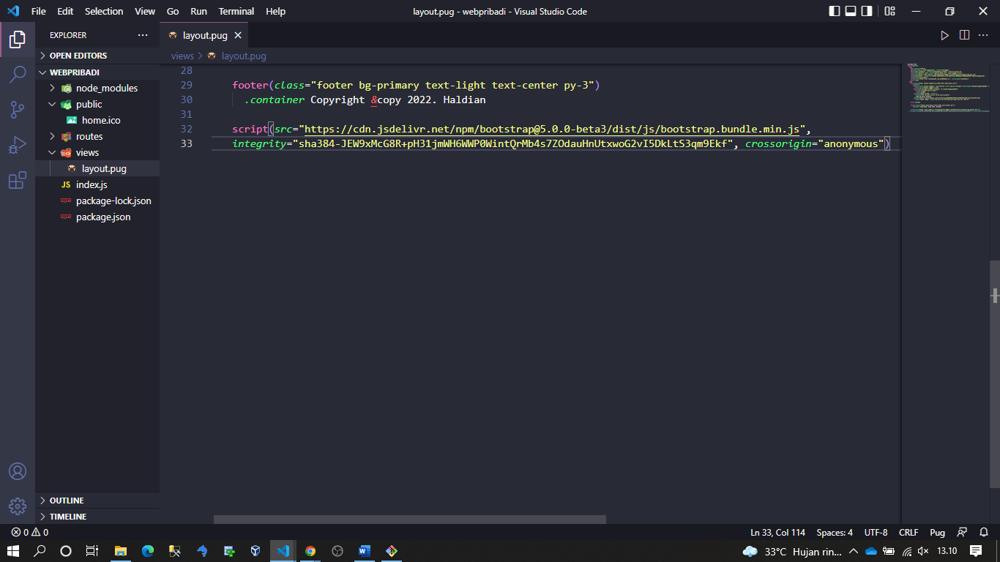 File Edit Selection View Go Run Terminal Help
layout.pug - webpribadi - Visual Studio Code
EXPLORER
OPEN EDITORS
WEBPRIBADI
node_modules
public
home.ico
routes
views
layout.pug
JS index.js
package-lock.json
package.json
OUTLINE
TIMELINE
layout.pug
views > layout.pug
28
29 footer(class="footer bg-primary text-light text-center py-3")
30 .container Copyright &copy 2022. Haldian
31
32 script(src="https://cdn.jsdelivr.net/npm/bootstrap@5.0.0-beta3/dist/js/bootstrap.bundle.min.js",
33 integrity="sha384-JEW9xMcG8R+pH31jmWH6WWP0WintQrMb4s7ZOdauHnUtxwoG2vI5DkLtS3qm9Ekf", crossorigin="anonymous")
0 0
Ln 33, Col 114 Spaces: 4 UTF-8 CRLF Pug
33°C Hujan rin... 13.10